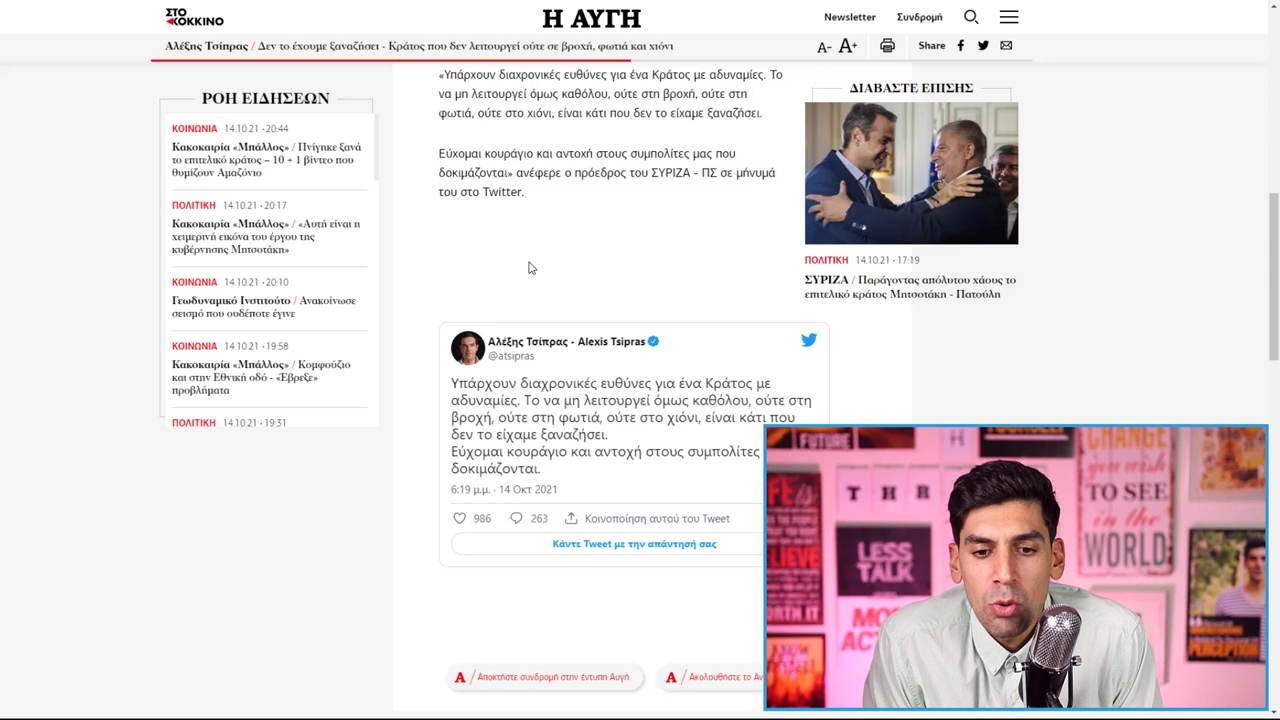 ΣΤΟ
ΚΟΚΚΙΝΟ
Η ΑΥΓΗ
Newsletter
Συνδρομή
Αλέξης Τσίπρας / Δεν το έχουμε ξαναζήσει - Κράτος που δεν λειτουργεί ούτε σε βροχή, φωτιά και χιόνι
A- A+
Share
ΡΟΗ ΕΙΔΗΣΕΩΝ
ΚΟΙΝΩΝΙΑ 14.10.21 • 20:44
Κακοκαιρία «Μπάλλος» / Πνίγηκε ξανά
το επιτελικό κράτος – 10 + 1 βίντεο που
θυμίζουν Αμαζόνιο
ΠΟΛΙΤΙΚΗ 14.10.21 • 20:17
Κακοκαιρία «Μπάλλος» / «Αυτή είναι η
χειμερινή εικόνα του έργου της
κυβέρνησης Μητσοτάκη»
ΚΟΙΝΩΝΙΑ 14.10.21 • 20:10
Γεωδυναμικό Ινστιτούτο / Ανακοίνωσε
σεισμό που ουδέποτε έγινε
ΚΟΙΝΩΝΙΑ 14.10.21 • 19:58
Κακοκαιρία «Μπάλλος» / Κομφούζιο
και στην Εθνική οδό - «Έβρεξε»
προβλήματα
ΠΟΛΙΤΙΚΗ 14.10.21 • 19:31
«Υπάρχουν διαχρονικές ευθύνες για ένα Κράτος με αδυναμίες. Το
να μη λειτουργεί όμως καθόλου, ούτε στη βροχή, ούτε στη
φωτιά, ούτε στο χιόνι, είναι κάτι που δεν το είχαμε ξαναζήσει.
Εύχομαι κουράγιο και αντοχή στους συμπολίτες μας που
δοκιμάζονται» ανέφερε ο πρόεδρος του ΣΥΡΙΖΑ - ΠΣ σε μήνυμά
του στο Twitter.
Αλέξης Τσίπρας - Alexis Tsipras
@atsipras
Υπάρχουν διαχρονικές ευθύνες για ένα Κράτος με
αδυναμίες. Το να μη λειτουργεί όμως καθόλου, ούτε στη
βροχή, ούτε στη φωτιά, ούτε στο χιόνι, είναι κάτι που
δεν το είχαμε ξαναζήσει.
Εύχομαι κουράγιο και αντοχή στους συμπολίτες
δοκιμάζονται.
6:19 μ.μ. · 14 Οκτ 2021
986
263
Κοινοποίηση αυτού του Tweet
Κάντε Tweet με την απάντησή σας
Α / Αποκτήστε συνδρομή στην έντυπη Αυγή
Α / Ακολουθήστε το
ΔΙΑΒΑΣΤΕ ΕΠΙΣΗΣ
ΠΟΛΙΤΙΚΗ 14.10.21 • 17:19
ΣΥΡΙΖΑ / Παράγοντας απόλυτου χάους το
επιτελικό κράτος Μητσοτάκη - Πατούλη
FUTURE
T H R
LESS
TALK
CHANGE
you wish
TO SEE
in the
WORLD
PERCEPTION